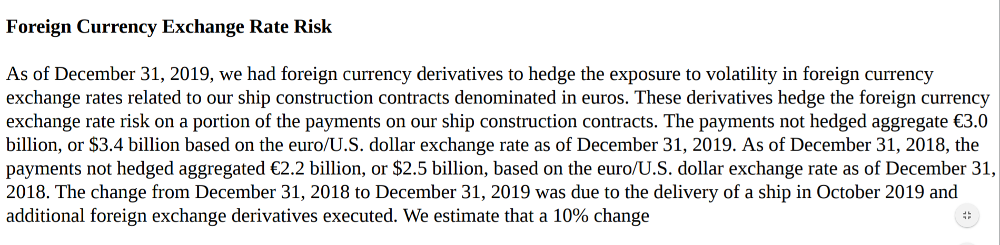 Foreign Currency Exchange Rate Risk
As of December 31, 2019, we had foreign currency derivatives to hedge the exposure to volatility in foreign currency
exchange rates related to our ship construction contracts denominated in euros. These derivatives hedge the foreign currency
exchange rate risk on a portion of the payments on our ship construction contracts. The payments not hedged aggregate €3.0
billion, or $3.4 billion based on the euro/U.S. dollar exchange rate as of December 31, 2019. As of December 31, 2018, the
payments not hedged aggregated €2.2 billion, or $2.5 billion, based on the euro/U.S. dollar exchange rate as of December 31,
2018. The change from December 31, 2018 to December 31, 2019 was due to the delivery of a ship in October 2019 and
additional foreign exchange derivatives executed. We estimate that a 10% change